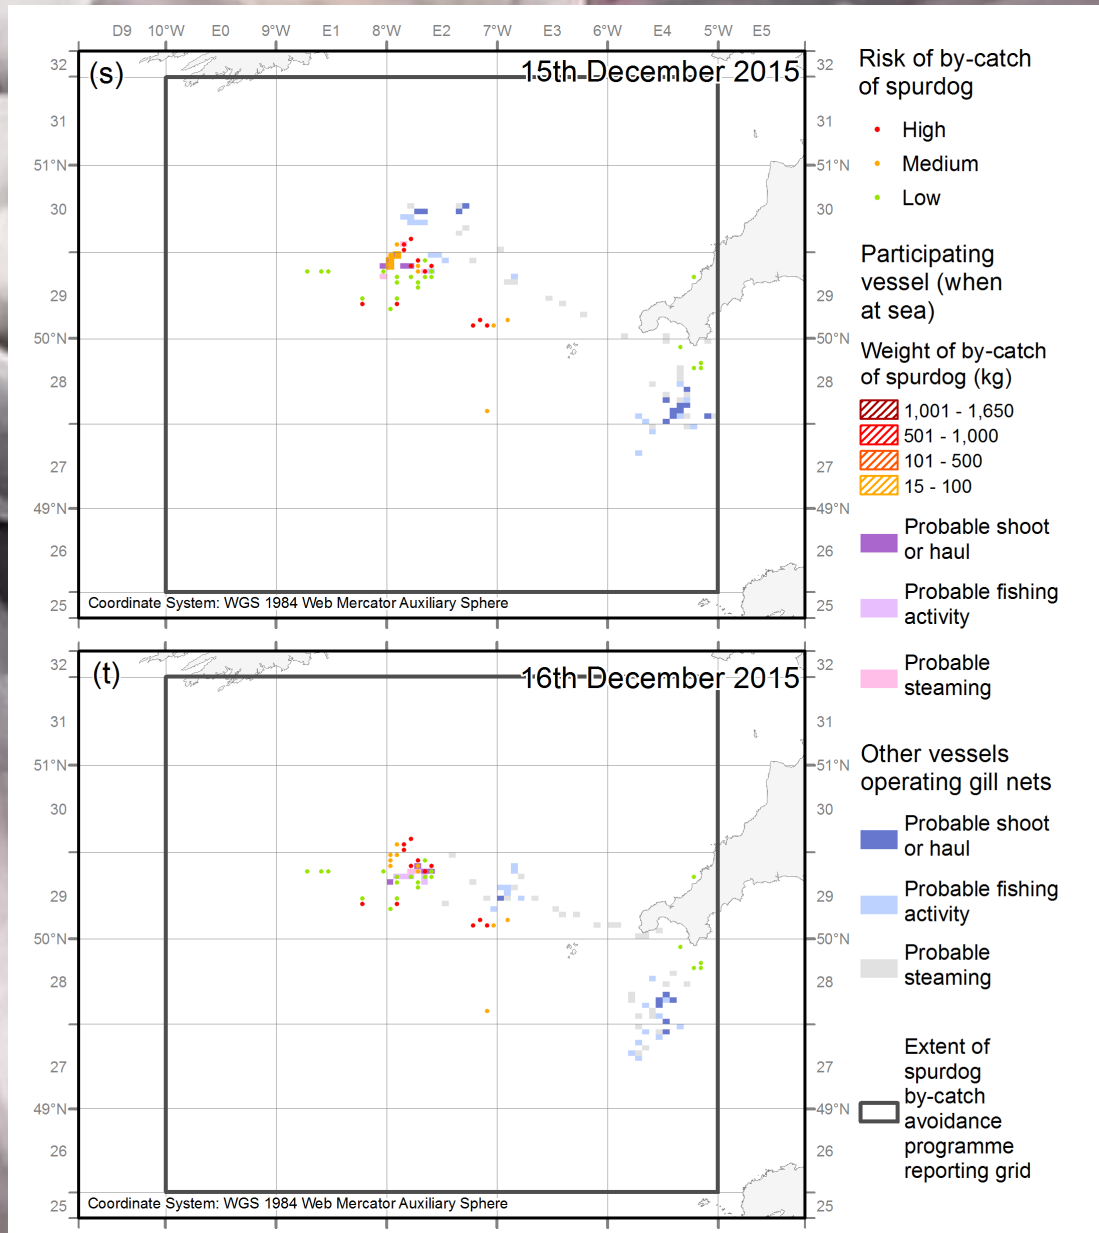 D9 10°W E0 9°W E1 8°W E2 7°W E3 6°W E4 5°W E5
(s) 15th December 2015
32 32
31 31
51°N 51°N
30 30
29 29
50°N 50°N
28 28
27 27
49°N 49°N
26 26
25 25
Coordinate System: WGS 1984 Web Mercator Auxiliary Sphere
(t) 16th December 2015
32 32
31 31
51°N 51°N
30 30
29 29
50°N 50°N
28 28
27 27
49°N 49°N
26 26
25 25
Coordinate System: WGS 1984 Web Mercator Auxiliary Sphere
Risk of by-catch
of spurdog
High
Medium
Low
Participating
vessel (when
at sea)
Weight of by-catch
of spurdog (kg)
1,001 - 1,650
501 - 1,000
101 - 500
15 - 100
Probable shoot
or haul
Probable fishing
activity
Probable
steaming
Other vessels
operating gill nets
Probable shoot
or haul
Probable fishing
activity
Probable
steaming
Extent of
spurdog
by-catch
avoidance
programme
reporting grid